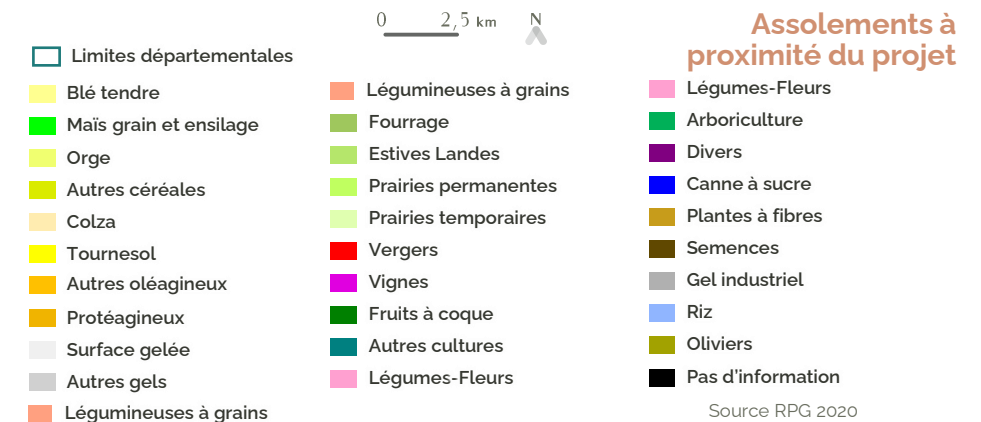 0 2,5 km N
Assolements à
proximité du projet
Limites départementales
Blé tendre
Maïs grain et ensilage
Orge
Autres céréales
Colza
Tournesol
Autres oléagineux
Protéagineux
Surface gelée
Autres gels
Légumineuses à grains
Légumineuses à grains
Fourrage
Estives Landes
Prairies permanentes
Prairies temporaires
Vergers
Vignes
Fruits à coque
Autres cultures
Légumes-Fleurs
Légumes-Fleurs
Arboriculture
Divers
Canne à sucre
Plantes à fibres
Semences
Gel industriel
Riz
Oliviers
Pas d'information
Source RPG 2020